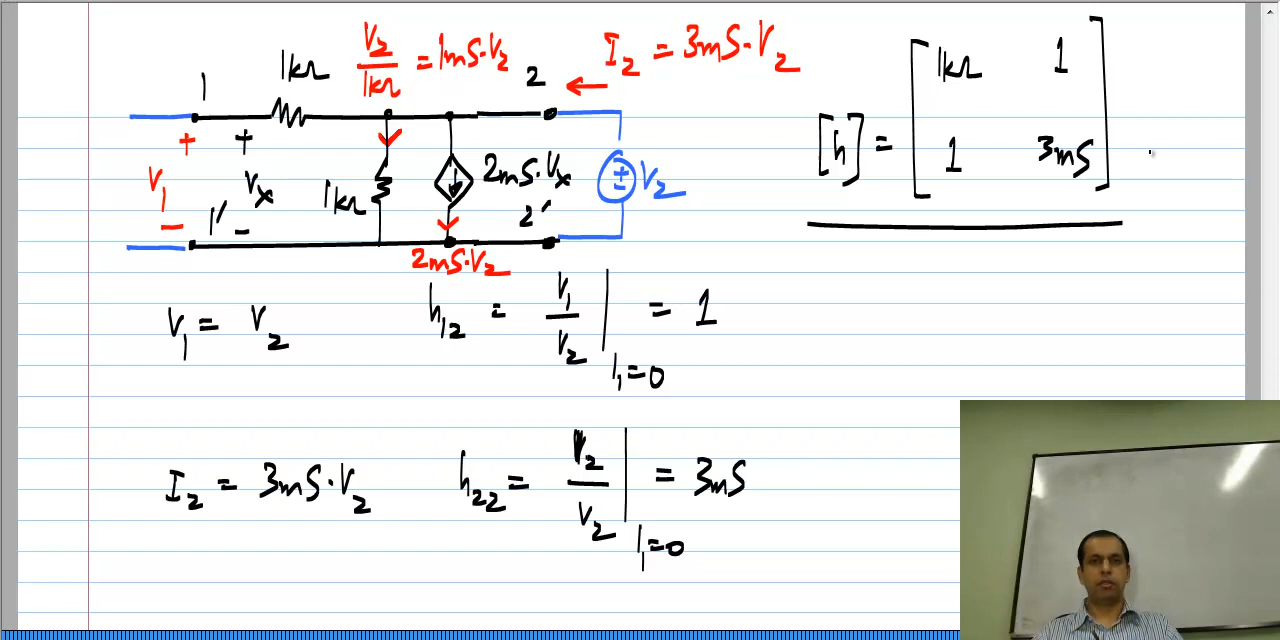 1 1kΩ V2/1kΩ = 1mS·V2 2 I2 = 3mS·V2
+ + 1kΩ 2mS·Vx + V2
V1 Vx
− 1' − 2'
2mS·V2
[h] = [1kΩ 1
1 3mS]
V1 = V2 h12 = V1/V2 | I1=0 = 1
I2 = 3mS·V2 h22 = V2/V2 | I1=0 = 3mS